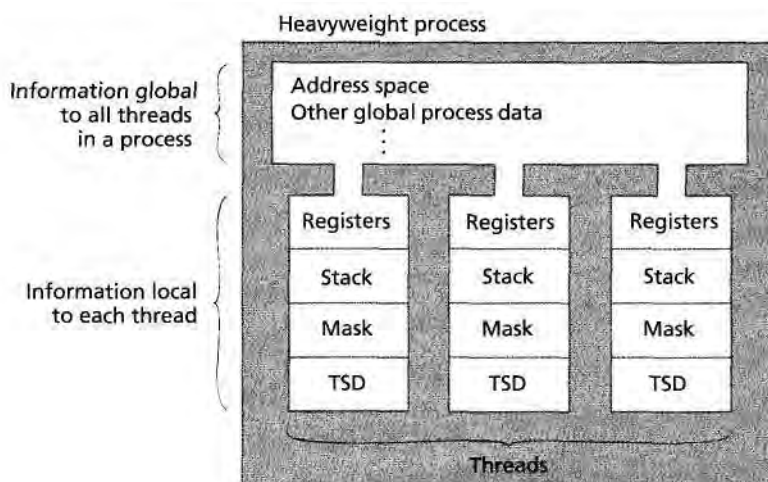 Heavyweight process
Information global
to all threads
in a process
Address space
Other global process data
Information local
to each thread
Registers
Registers
Registers
Stack
Stack
Stack
Mask
Mask
Mask
TSD
TSD
TSD
Threads